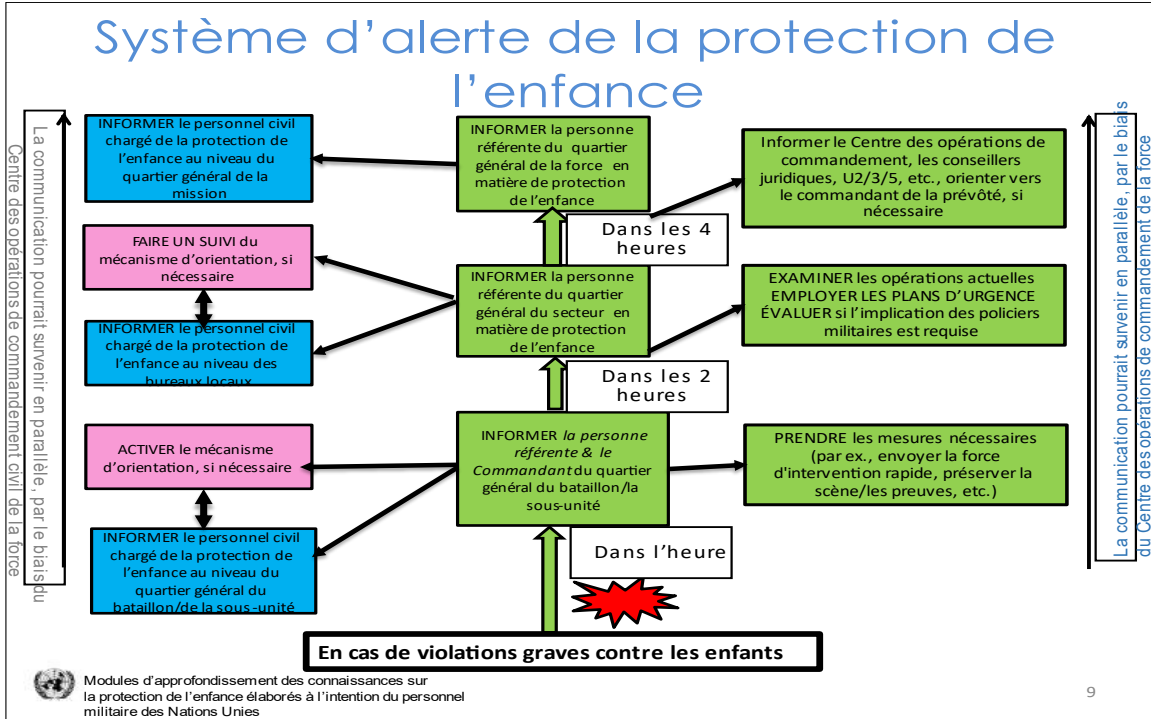 Système d’alerte de la protection de
l’enfance
La communication pourrait survenir en parallèle, par le biais du
Centre des opérations de commandement civil de la force
INFORMER le personnel civil
chargé de la protection de
l’enfance au niveau du
quartier général de la
mission
INFORMER la personne
référente du quartier
général de la force en
matière de protection
de l’enfance
Informer le Centre des opérations de
commandement, les conseillers
juridiques, U2/3/5, etc., orienter vers
le commandant de la prévôté, si
nécessaire
Dans les 4
heures
FAIRE UN SUIVI du
mécanisme d’orientation, si
nécessaire
INFORMER le personnel civil
chargé de la protection de
l’enfance au niveau des
bureaux locaux
INFORMER la personne
référente du quartier
général du secteur en
matière de protection
de l’enfance
EXAMINER les opérations actuelles
EMPLOYER LES PLANS D’URGENCE
ÉVALUER si l’implication des policiers
militaires est requise
Dans les 2
heures
ACTIVER le mécanisme
d’orientation, si nécessaire
INFORMER le personnel civil
chargé de la protection de
l’enfance au niveau du
quartier général du
bataillon/de la sous-unité
INFORMER la personne
référente & le
Commandant du quartier
général du bataillon/la
sous-unité
PRENDRE les mesures nécessaires
(par ex., envoyer la force
d'intervention rapide, préserver la
scène/les preuves, etc.)
Dans l’heure
En cas de violations graves contre les enfants
La communication pourrait survenir en parallèle, par le biais
du Centre des opérations de commandement de la force
Modules d’approfondissement des connaissances sur
la protection de l’enfance élaborés à l’intention du personnel
militaire des Nations Unies
9